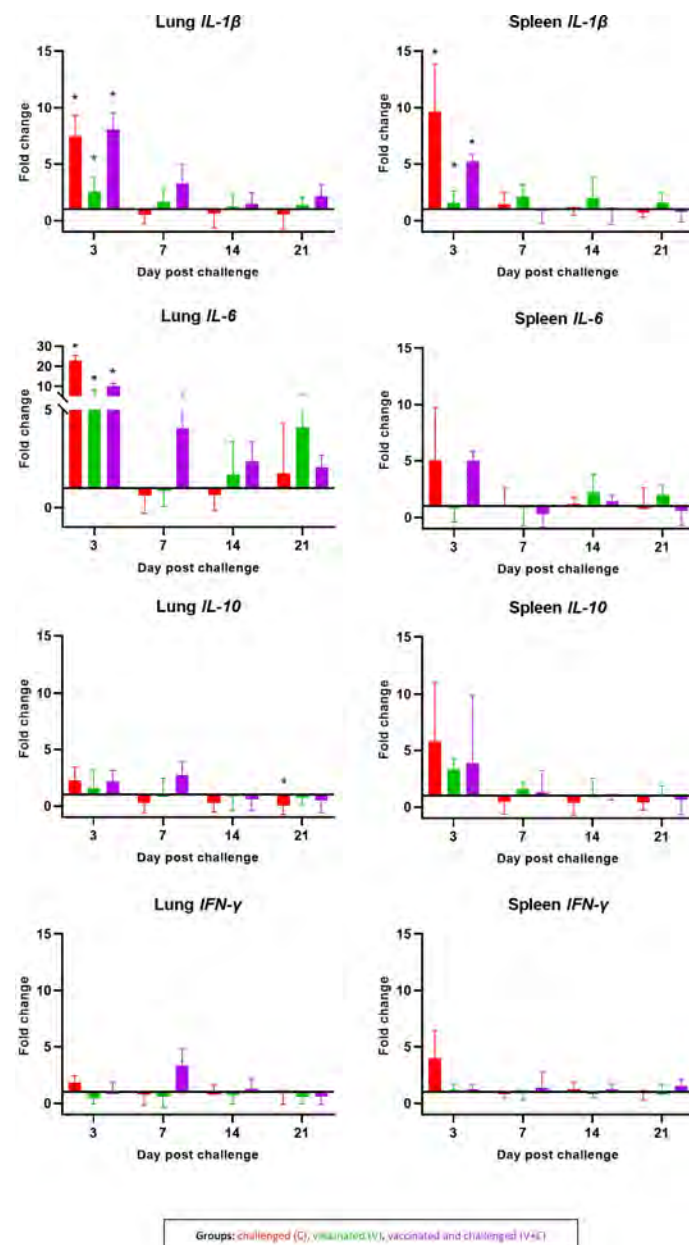 Lung IL-1β
Fold change
15
10
5
0
*
*
*
3 7 14 21
Day post challenge
Spleen IL-1β
Fold change
15
10
5
0
*
*
*
3 7 14 21
Day post challenge
Lung IL-6
Fold change
30
20
10
5
0
*
*
*
3 7 14 21
Day post challenge
Spleen IL-6
Fold change
15
10
5
0
3 7 14 21
Day post challenge
Lung IL-10
Fold change
15
10
5
0
*
3 7 14 21
Day post challenge
Spleen IL-10
Fold change
15
10
5
0
3 7 14 21
Day post challenge
Lung IFN-γ
Fold change
15
10
5
0
3 7 14 21
Day post challenge
Spleen IFN-γ
Fold change
15
10
5
0
3 7 14 21
Day post challenge
Groups: challenged (C), vaccinated (V), vaccinated and challenged (V+C)